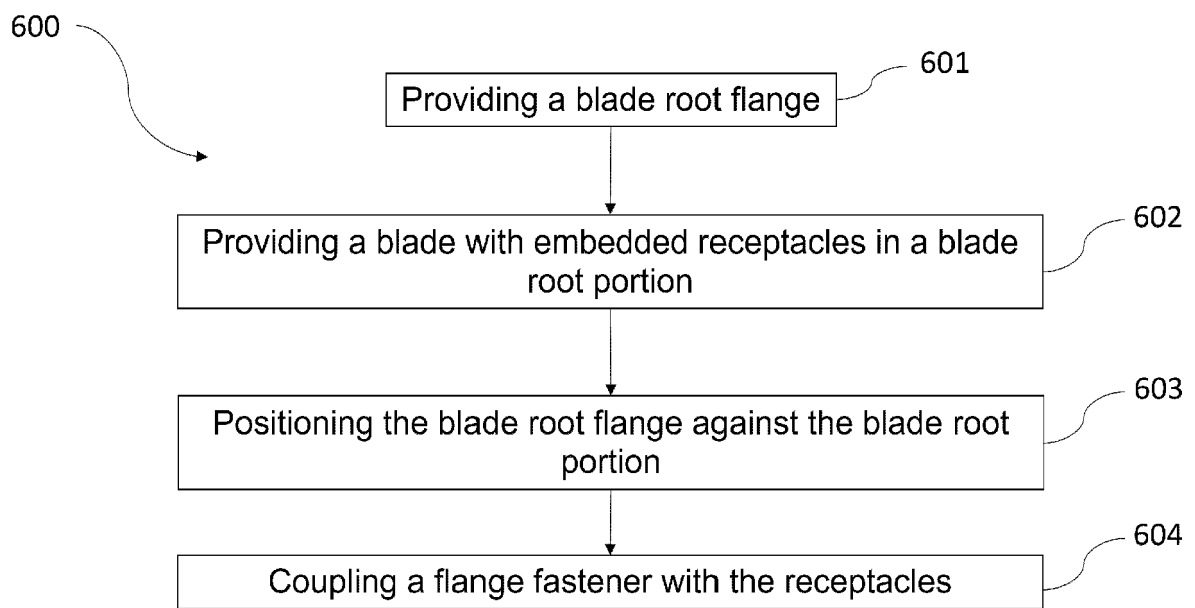 600
601
Providing a blade root flange
602
Providing a blade with embedded receptacles in a blade
root portion
603
Positioning the blade root flange against the blade root
portion
604
Coupling a flange fastener with the receptacles